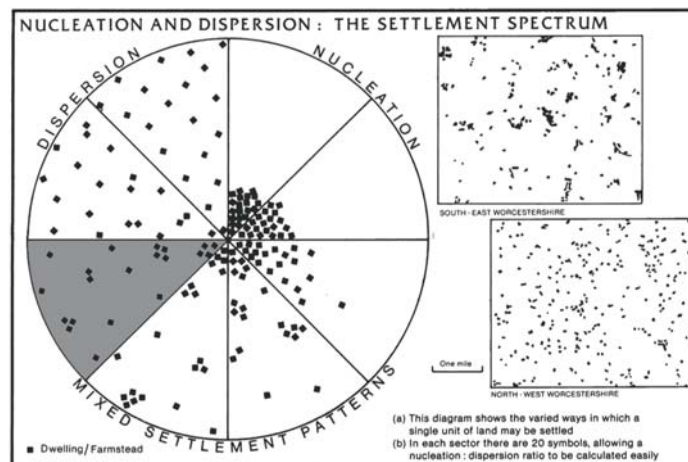 NUCLEATION AND DISPERSION : THE SETTLEMENT SPECTRUM
DISPERSION
NUCLEATION
MIXED SETTLEMENT PATTERNS
SOUTH - EAST WORCESTERSHIRE
One mile
NORTH - WEST WORCESTERSHIRE
Dwelling / Farmstead
(a) This diagram shows the varied ways in which a
single unit of land may be settled
(b) In each sector there are 20 symbols, allowing a
nucleation : dispersion ratio to be calculated easily